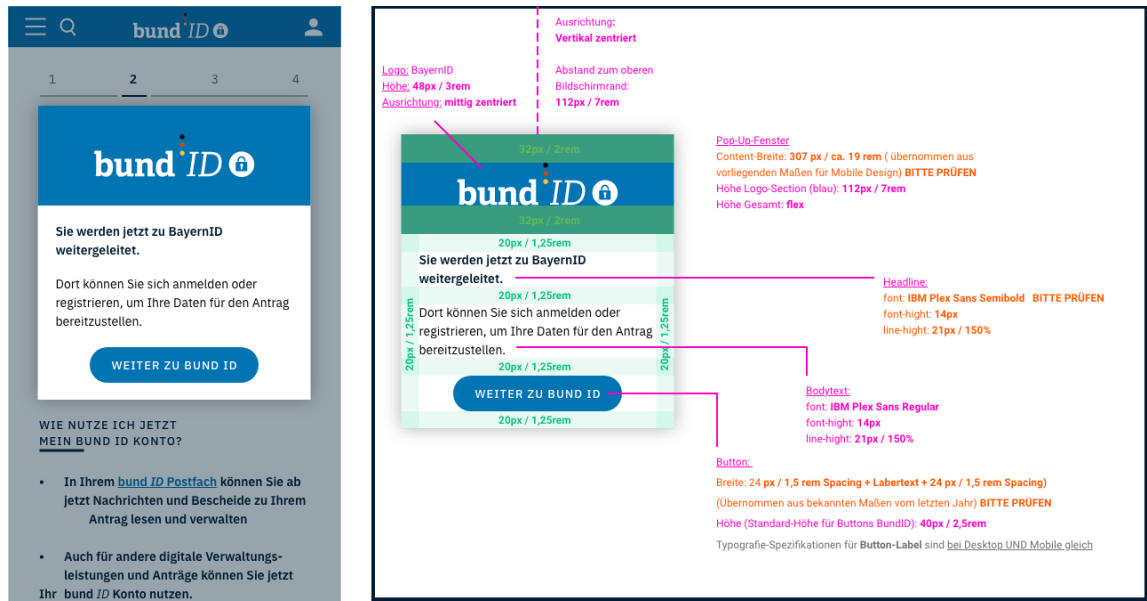 bund ID
1 2 3 4
bund ID
Sie werden jetzt zu BayernID
weitergeleitet.
Dort können Sie sich anmelden oder
registrieren, um Ihre Daten für den Antrag
bereitzustellen.
WEITER ZU BUND ID
WIE NUTZE ICH JETZT
MEIN BUND ID KONTO?
• In Ihrem bund ID Postfach können Sie ab
jetzt Nachrichten und Bescheide zu Ihrem
Antrag lesen und verwalten
• Auch für andere digitale Verwaltungs-
leistungen und Anträge können Sie jetzt
Ihr bund ID Konto nutzen.
Ausrichtung:
Vertikal zentriert
Abstand zum oberen
Bildschirmrand:
112px / 7rem
Logo: BayernID
Höhe: 48px / 3rem
Ausrichtung: mittig zentriert
32px / 2rem
bund ID
32px / 2rem
20px / 1,25rem
Sie werden jetzt zu BayernID
weitergeleitet.
20px / 1,25rem
Dort können Sie sich anmelden oder
registrieren, um Ihre Daten für den Antrag
bereitzustellen.
20px / 1,25rem
20px / 1,25rem
20px / 1,25rem
WEITER ZU BUND ID
20px / 1,25rem
Pop-Up-Fenster
Content-Breite: 307 px / ca. 19 rem ( übernommen aus
vorliegenden Maßen für Mobile Design) BITTE PRÜFEN
Höhe Logo-Section (blau): 112px / 7rem
Höhe Gesamt: flex
Headline:
font: IBM Plex Sans Semibold BITTE PRÜFEN
font-hight: 14px
line-hight: 21px / 150%
Bodytext:
font: IBM Plex Sans Regular
font-hight: 14px
line-hight: 21px / 150%
Button:
Breite: 24 px / 1,5 rem Spacing + Labertext + 24 px / 1,5 rem Spacing)
(Übernommen aus bekannten Maßen vom letzten Jahr) BITTE PRÜFEN
Höhe (Standard-Höhe für Buttons BundID): 40px / 2,5rem
Typografie-Spezifikationen für Button-Label sind bei Desktop UND Mobile gleich